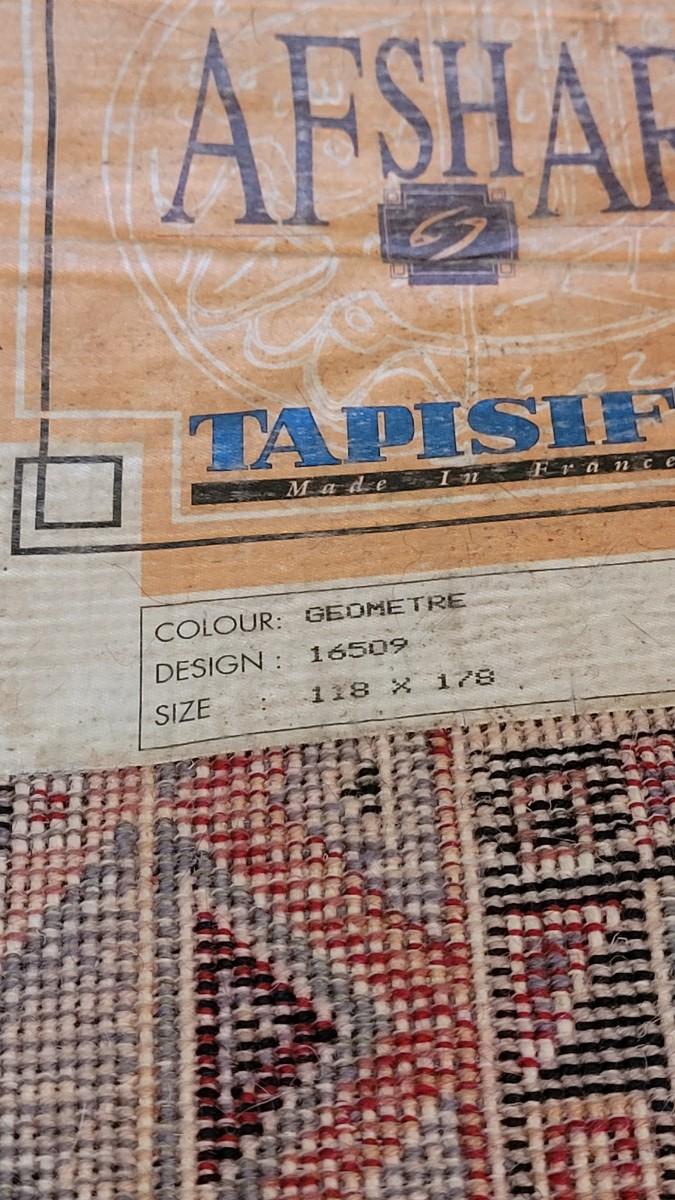 AFSHAR
TAPISIF
Made In France
COLOUR: GEOMETRE
DESIGN : 16509
SIZE : 118 X 178